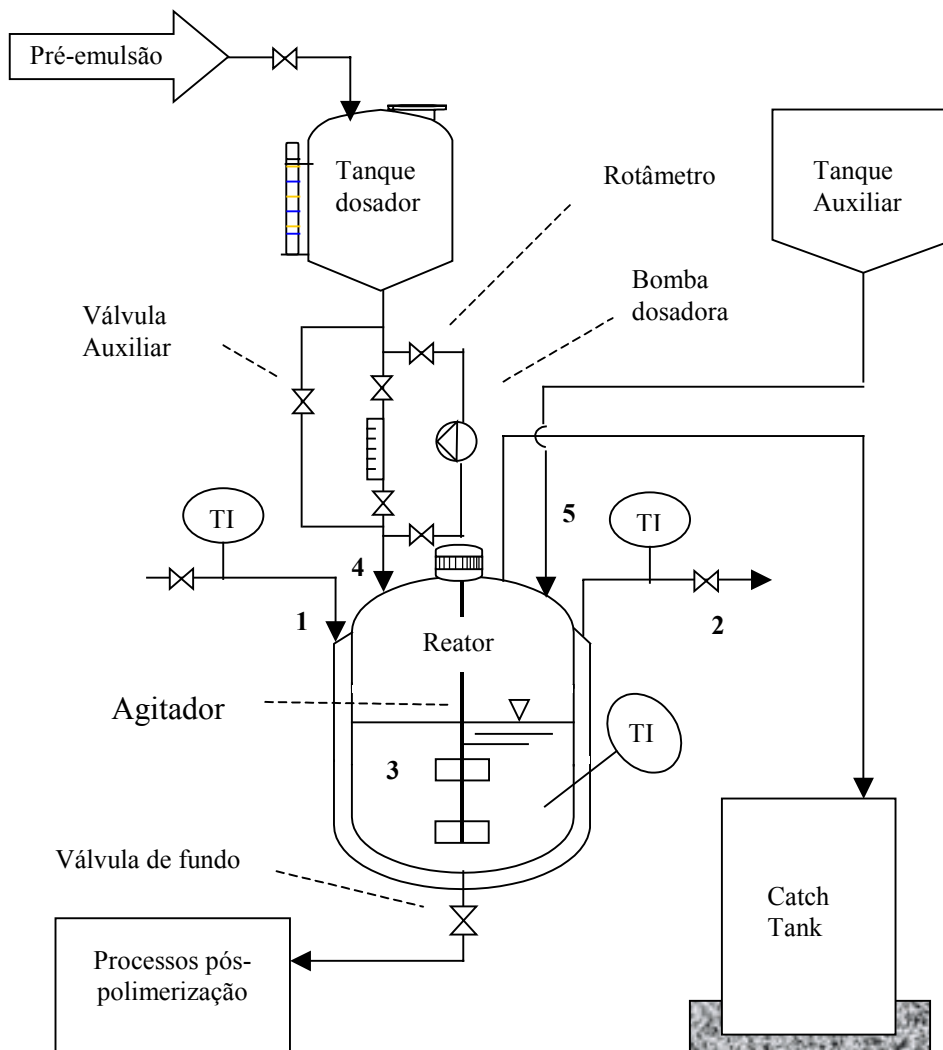 Pré-emulsão
Tanque
dosador
Rotâmetro
Tanque
Auxiliar
Bomba
dosadora
Válvula
Auxiliar
TI
5
TI
4
1
2
Reator
Agitador
TI
3
Válvula de fundo
Catch
Tank
Processos pós-
polimerização